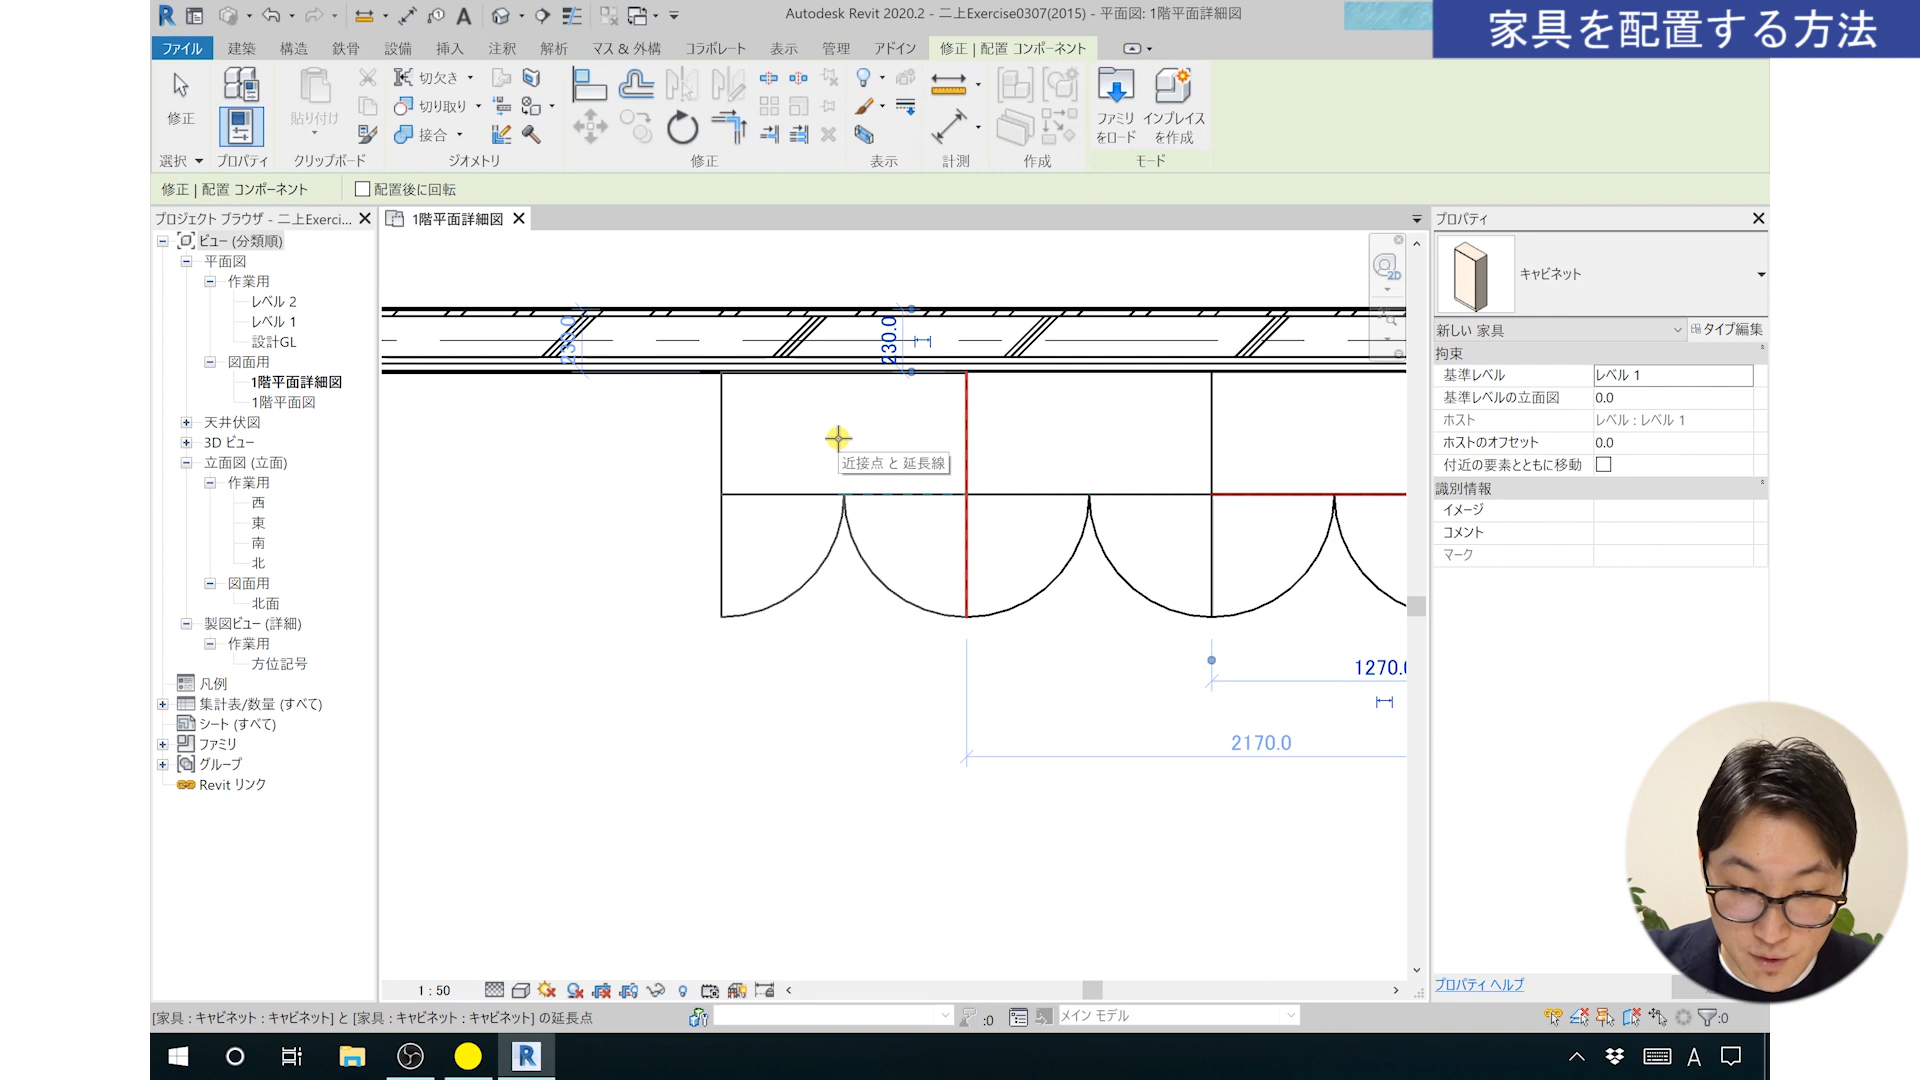 Autodesk Revit 2020.2 - 二上Exercise0307(2015) - 平面図: 1階平面詳細図
家具を配置する方法
ファイル 建築 構造 鉄骨 設備 挿入 注釈 解析 マス & 外構 コラボレート 表示 管理 アドイン 修正 | 配置 コンポーネント
修正
貼り付け
切欠き
切取り
接合
ファミリ
をロード
インプレイス
を作成
選択 プロパティ クリップボード ジオメトリ 修正 表示 計測 作成 モード
修正 | 配置 コンポーネント 配置後に回転
プロジェクト ブラウザ - 二上Exerci...
ビュー (分類順)
平面図
作業用
レベル 2
レベル 1
設計GL
図面用
1階平面詳細図
1階平面図
天井伏図
3D ビュー
立面図 (立面)
作業用
西
東
南
北
図面用
北面
製図ビュー (詳細)
作業用
方位記号
凡例
集計表/数量 (すべて)
シート (すべて)
ファミリ
グループ
Revit リンク
1階平面詳細図
2D
230.0
230.0
近接点 と 延長線
1270.0
2170.0
プロパティ
キャビネット
新しい 家具 タイプ編集
拘束
基準レベル レベル 1
基準レベルの立面図 0.0
ホスト レベル : レベル 1
ホストのオフセット 0.0
付近の要素とともに移動
識別情報
イメージ
コメント
マーク
プロパティ ヘルプ
1 : 50
[家具 : キャビネット : キャビネット] と [家具 : キャビネット : キャビネット] の延長点
:0
メイン モデル
:0
A